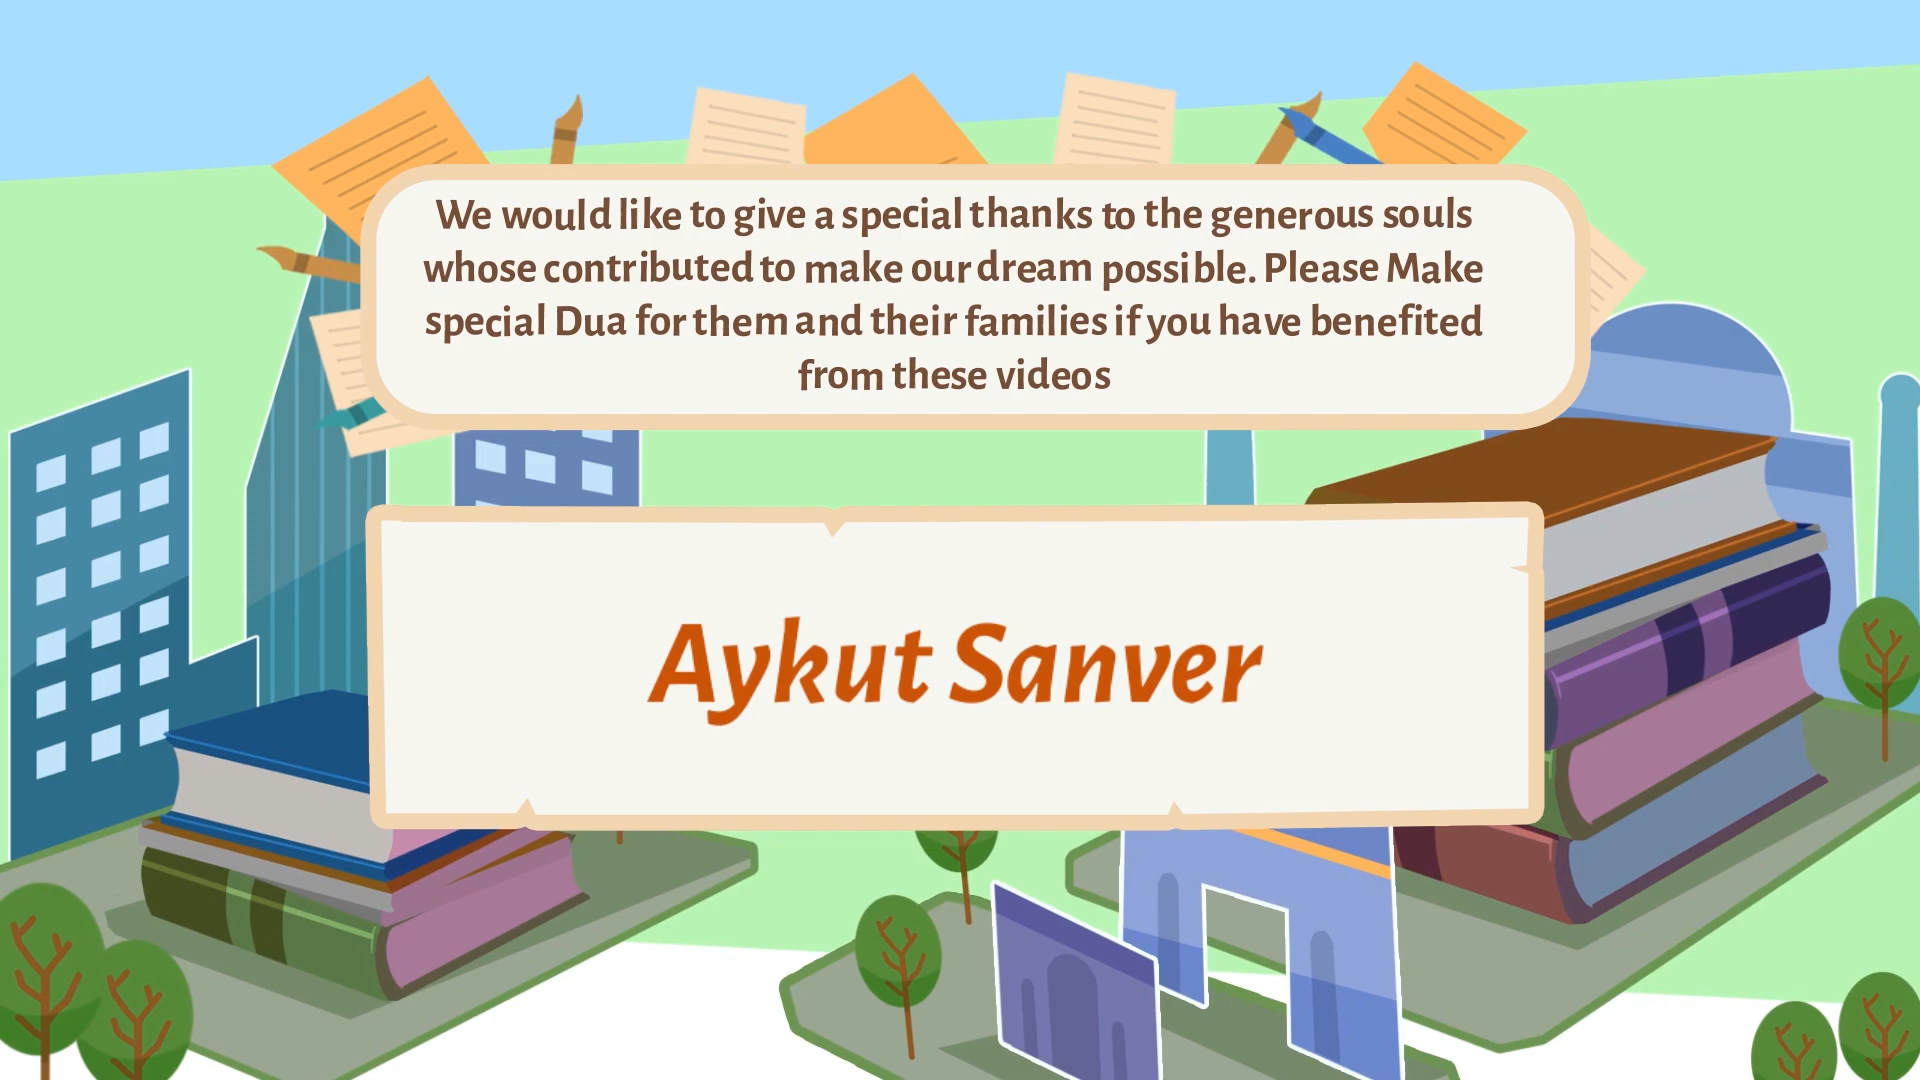 We would like to give a special thanks to the generous souls
whose contributed to make our dream possible. Please Make
special Dua for them and their families if you have benefited
from these videos
Aykut Sanver